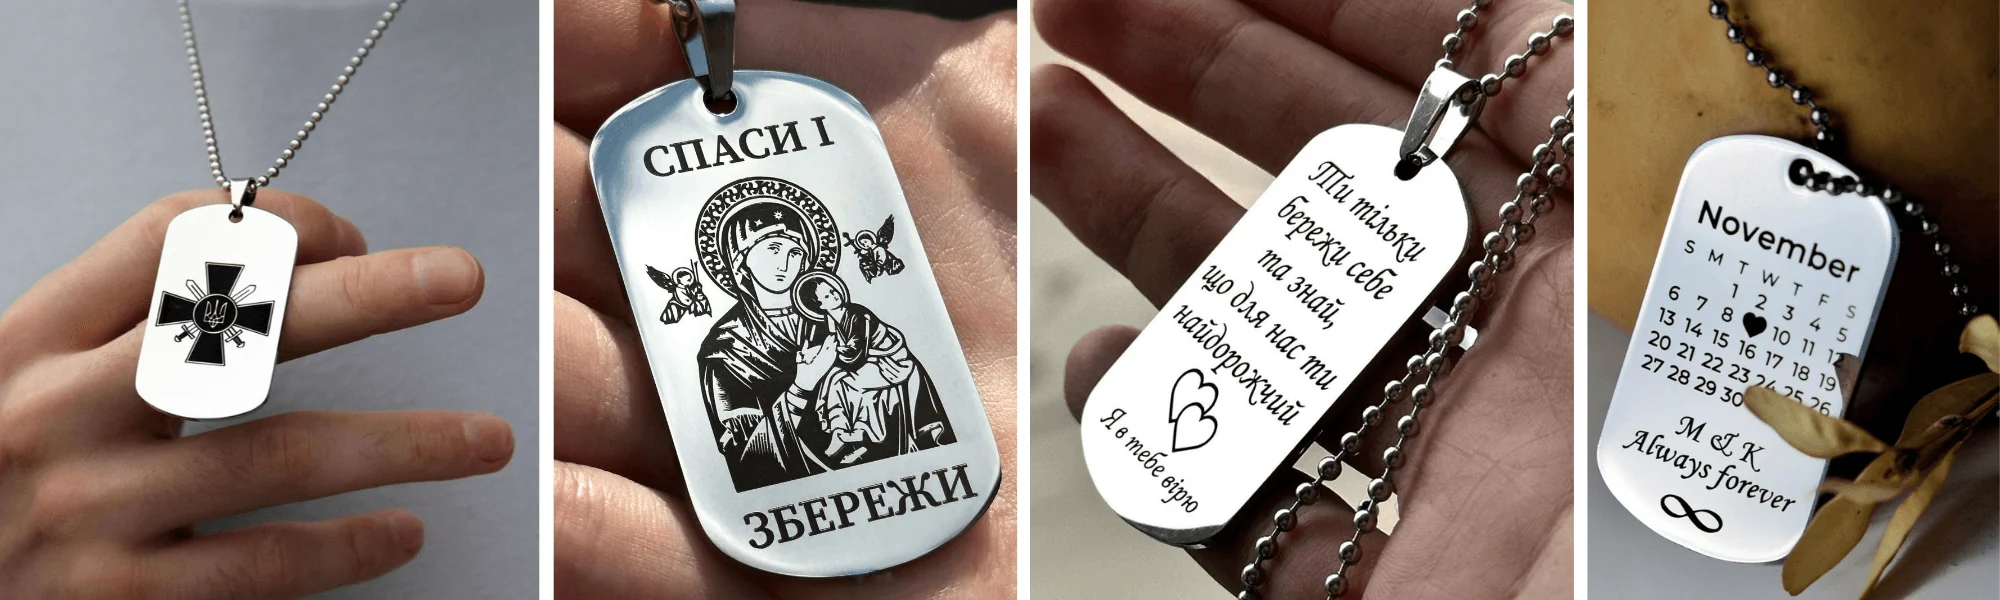 СПАСИ І
ЗБЕРЕЖИ
Ти тільки
бережи себе
та знай,
що для нас ти
найдорожчий
Я в тебе вірю
November
S M T W T F S
1 2 3 4 5
6 7 8 10 11 12
13 14 15 16 17 18 19
20 21 22 23 24 25 26
27 28 29 30
M & K
Always forever